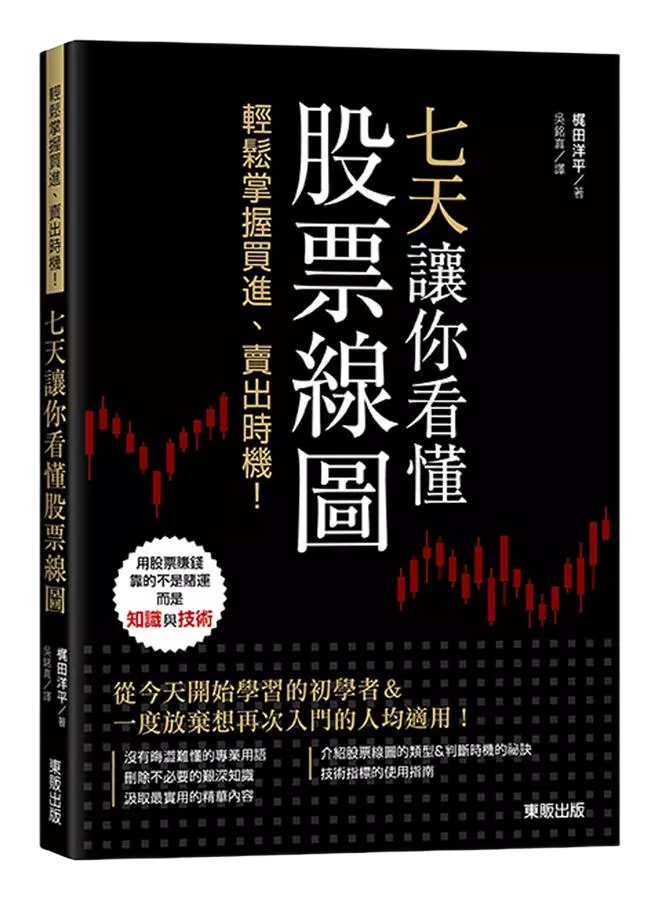 輕鬆掌握買進、賣出時機！
七天讓你看懂股票線圖
梶田洋平／著
吳銘真／譯
東販出版
梶田洋平／著
吳銘真／譯
七天讓你看懂
股票線圖
輕鬆掌握買進、賣出時機！
用股票賺錢
靠的不是賭運
而是
知識與技術
從今天開始學習的初學者＆
一度放棄想再次入門的人均適用！
沒有晦澀難懂的專業用語
刪除不必要的艱深知識
汲取最實用的精華內容
介紹股票線圖的類型&判斷時機的祕訣
技術指標的使用指南
東販出版